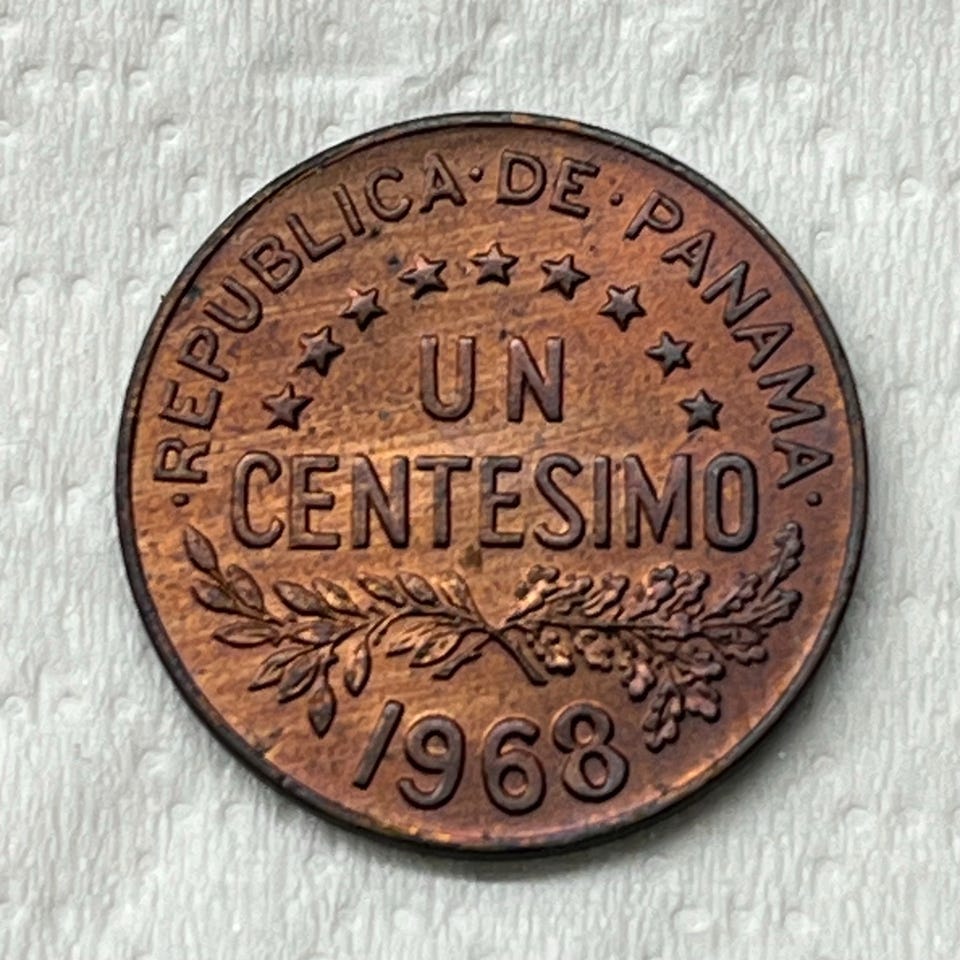 ·REPUBLICA·DE·PANAMA·
UN
CENTESIMO
1968